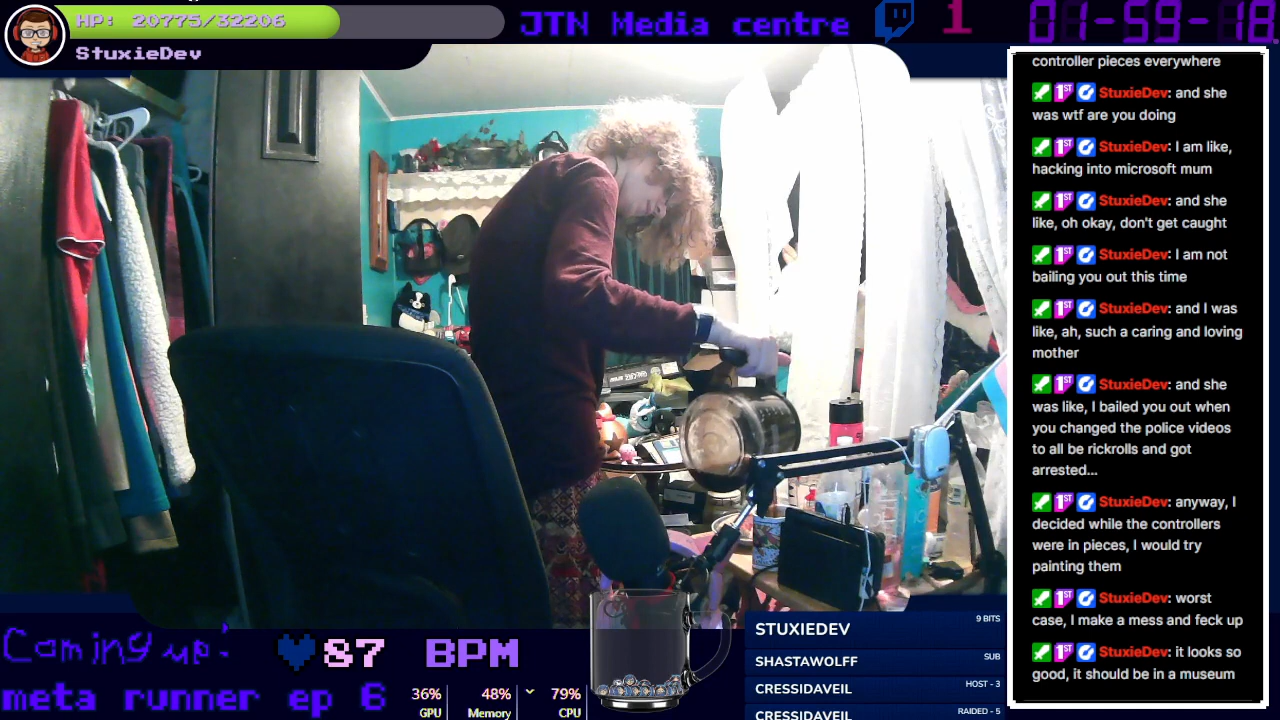 HP: 20775/32206
StuxieDev
JTN Media centre
1
01-59-18
controller pieces everywhere
StuxieDev: and she
was wtf are you doing
StuxieDev: I am like,
hacking into microsoft mum
StuxieDev: and she
like, oh okay, don't get caught
StuxieDev: I am not
bailing you out this time
StuxieDev: and I was
like, ah, such a caring and loving
mother
StuxieDev: and she
was like, I bailed you out when
you changed the police videos
to all be rickrolls and got
arrested...
StuxieDev: anyway, I
decided while the controllers
were in pieces, I would try
painting them
StuxieDev: worst
case, I make a mess and feck up
StuxieDev: it looks so
good, it should be in a museum
Coming up:
meta runner ep 6
87 BPM
36% 48% 79%
GPU Memory CPU
STUXIEDEV 9 BITS
SHASTAWOLFF SUB
CRESSIDAVEIL HOST - 3
CRESSIDAVEIL RAIDED - 5